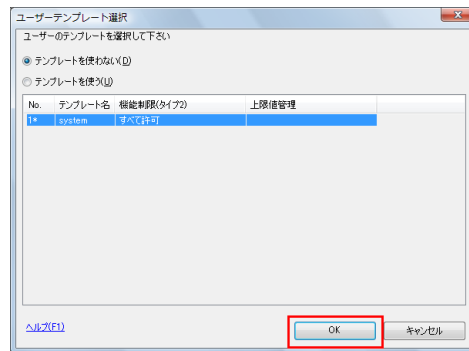 ユーザーテンプレート選択
ユーザーのテンプレートを選択して下さい
テンプレートを使わない(D)
テンプレートを使う(U)
No. テンプレート名 機能制限(タイプ2) 上限値管理
1* system すべて許可
ヘルプ(F1) OK キャンセル